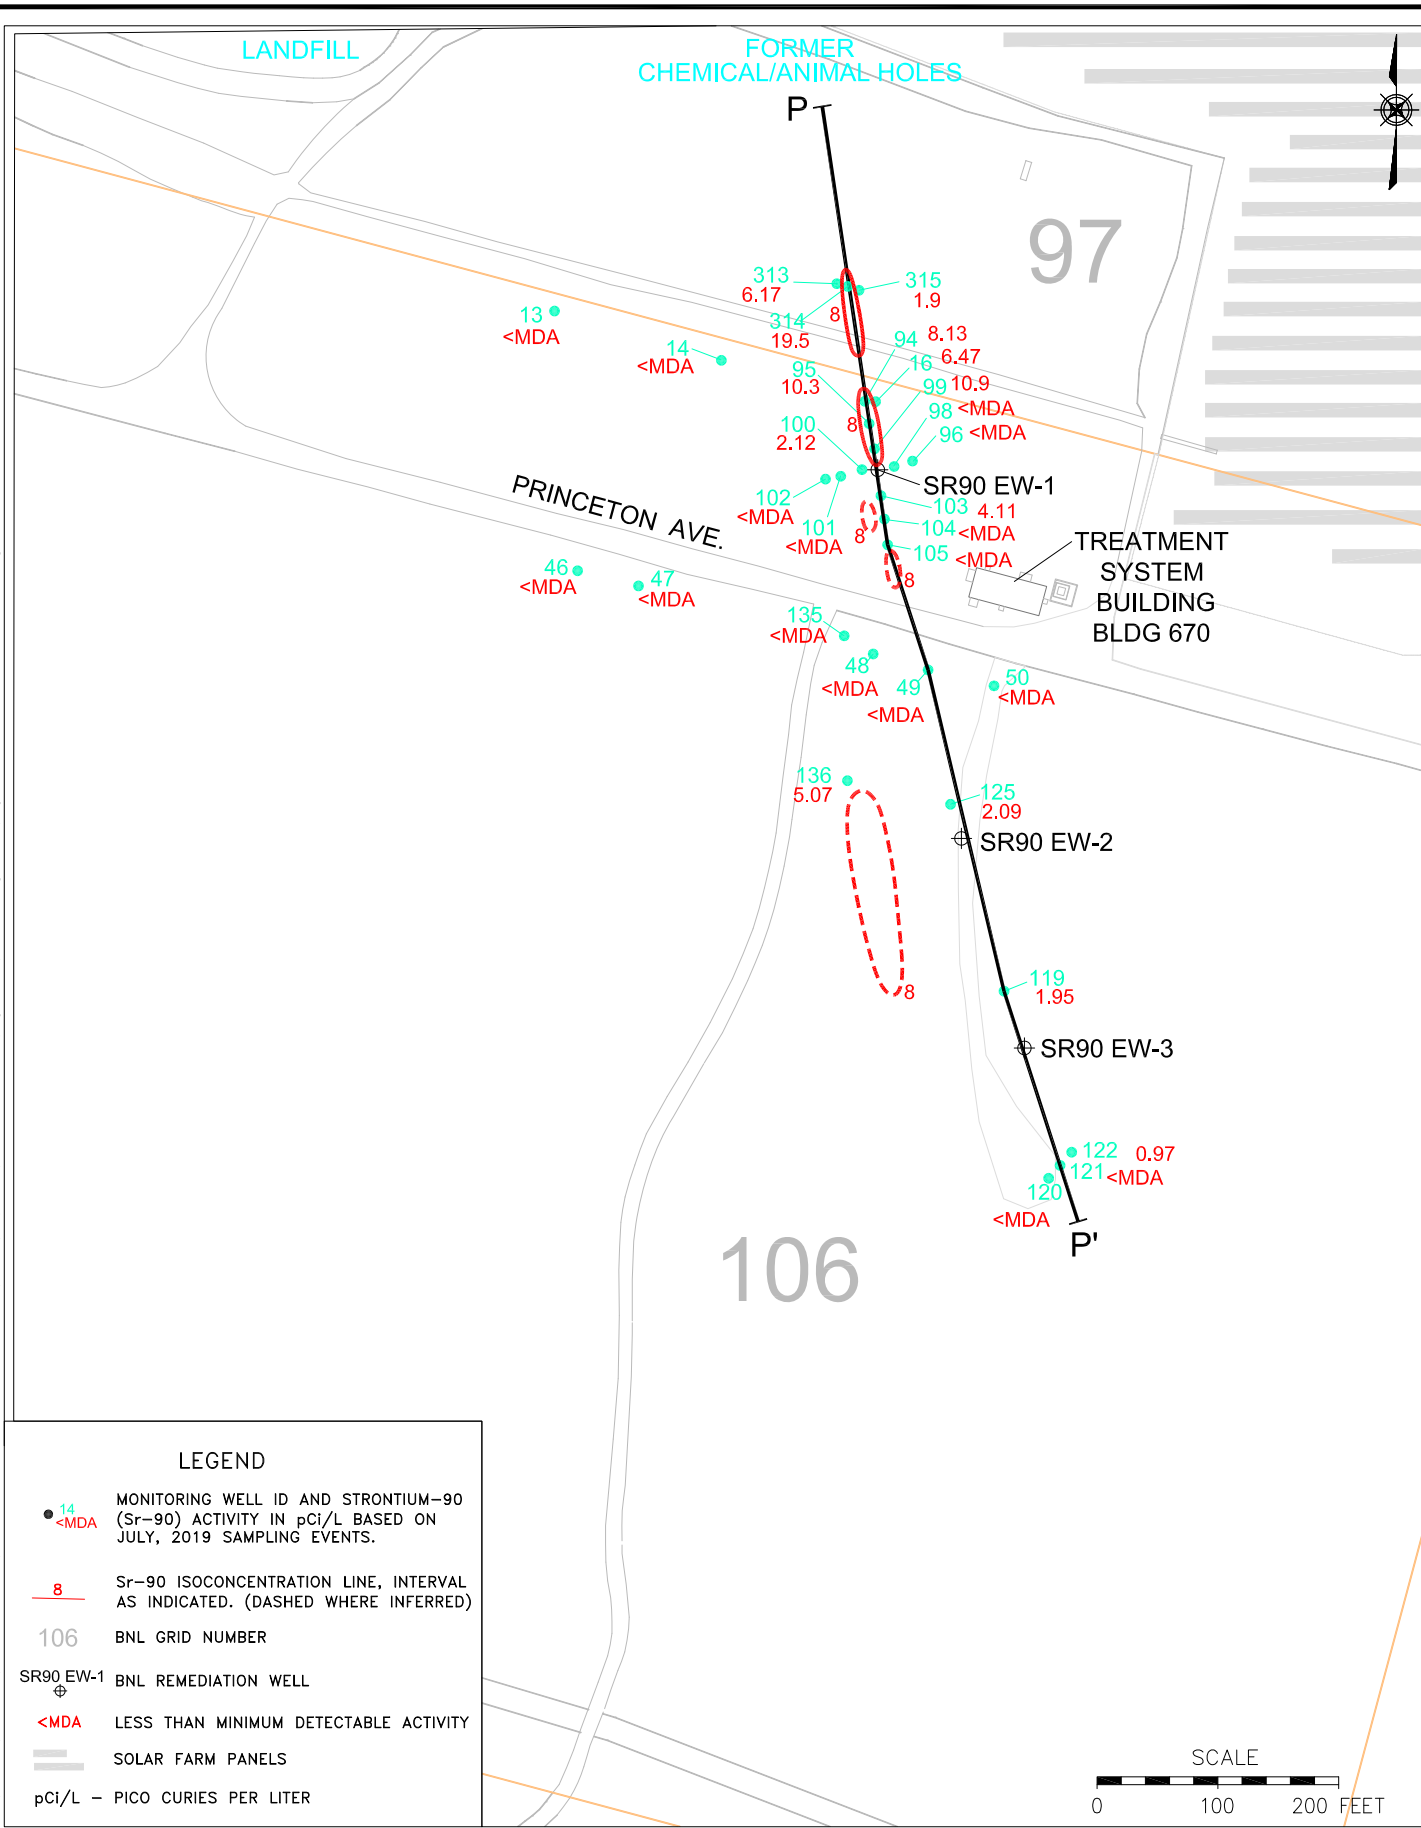 LANDFILL
FORMER
CHEMICAL/ANIMAL HOLES
P
97
313
6.17
315
1.9
314
19.5
8
13
<MDA
14
<MDA
94
8.13
16
6.47
95
10.3
99
10.9
98
<MDA
96
<MDA
100
2.12
8
SR90 EW-1
102
<MDA
101
<MDA
103
4.11
104
<MDA
8
105
<MDA
8
PRINCETON AVE.
TREATMENT
SYSTEM
BUILDING
BLDG 670
46
<MDA
47
<MDA
135
<MDA
48
<MDA
49
<MDA
50
<MDA
136
5.07
125
2.09
SR90 EW-2
8
119
1.95
SR90 EW-3
122
0.97
121
<MDA
120
<MDA
P'
106
LEGEND
14
<MDA
MONITORING WELL ID AND STRONTIUM-90
(Sr-90) ACTIVITY IN pCi/L BASED ON
JULY, 2019 SAMPLING EVENTS.
8
Sr-90 ISOCONCENTRATION LINE, INTERVAL
AS INDICATED. (DASHED WHERE INFERRED)
106
BNL GRID NUMBER
SR90 EW-1
BNL REMEDIATION WELL
<MDA
LESS THAN MINIMUM DETECTABLE ACTIVITY
SOLAR FARM PANELS
pCi/L - PICO CURIES PER LITER
SCALE
0 100 200 FEET